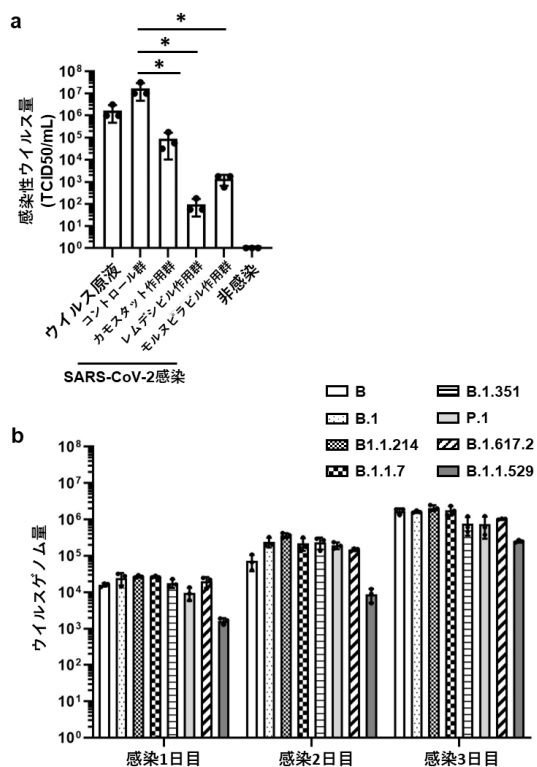 a
*
*
*
感染性ウイルス量
(TCID50/mL)
10⁸
10⁷
10⁶
10⁵
10⁴
10³
10²
10¹
10⁰
ウイルス原液
コントロール群
カモスタット作用群
レムデシビル作用群
モルヌピラビル作用群
非感染
SARS-CoV-2感染
B
B.1
B1.1.214
B.1.1.7
B.1.351
P.1
B.1.617.2
B.1.1.529
b
ウイルスゲノム量
10⁸
10⁷
10⁶
10⁵
10⁴
10³
10²
10¹
10⁰
感染1日目
感染2日目
感染3日目